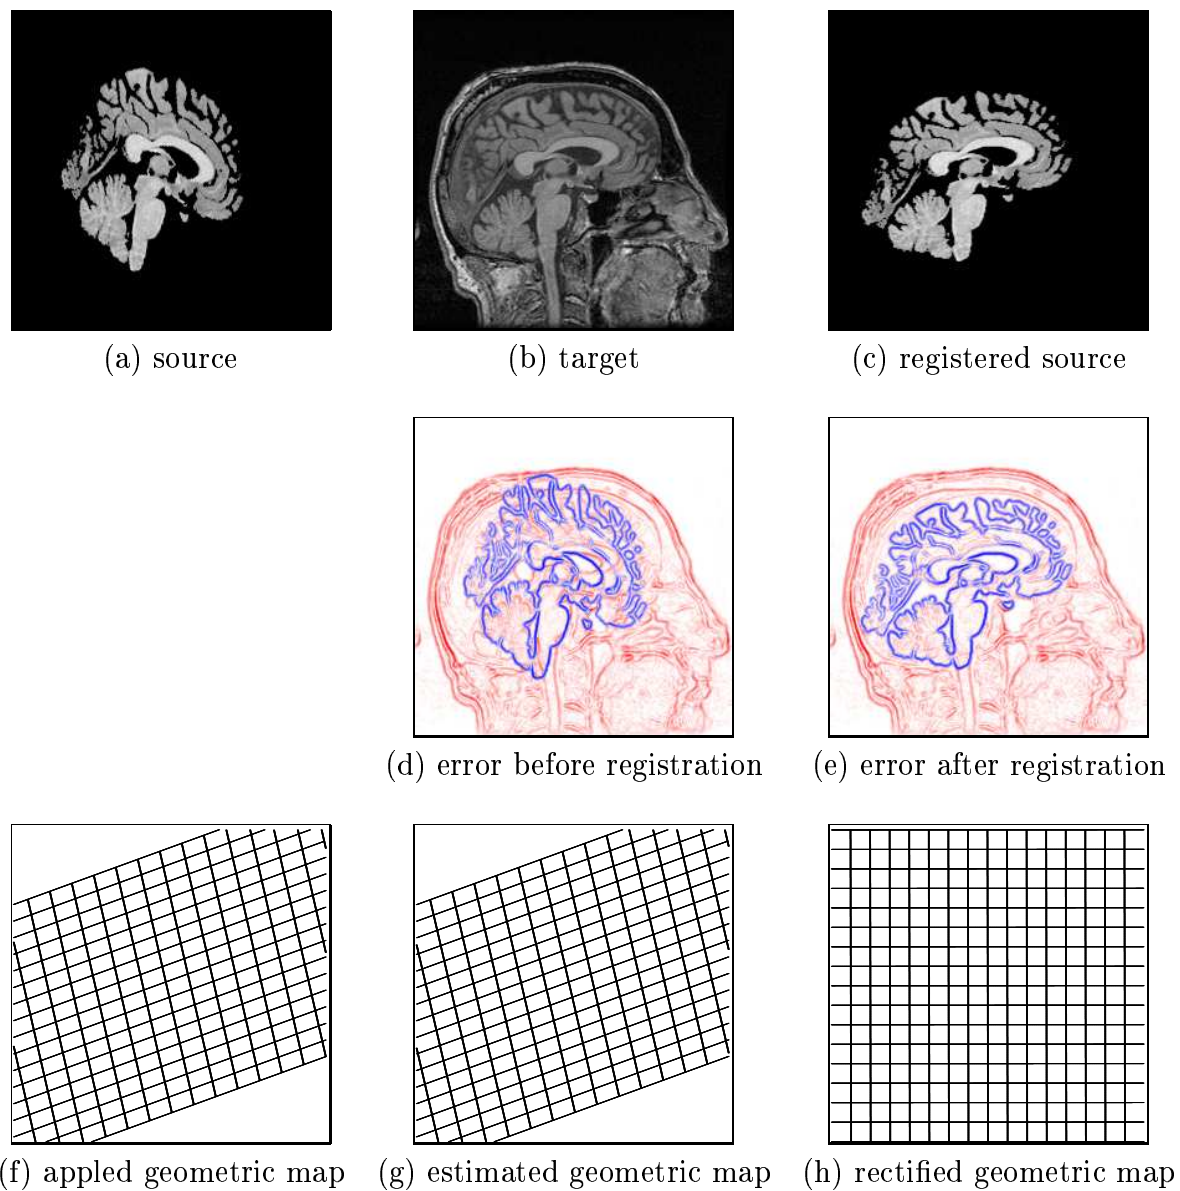 (a) source
(b) target
(c) registered source
(d) error before registration
(e) error after registration
(f) appled geometric map
(g) estimated geometric map
(h) rectified geometric map